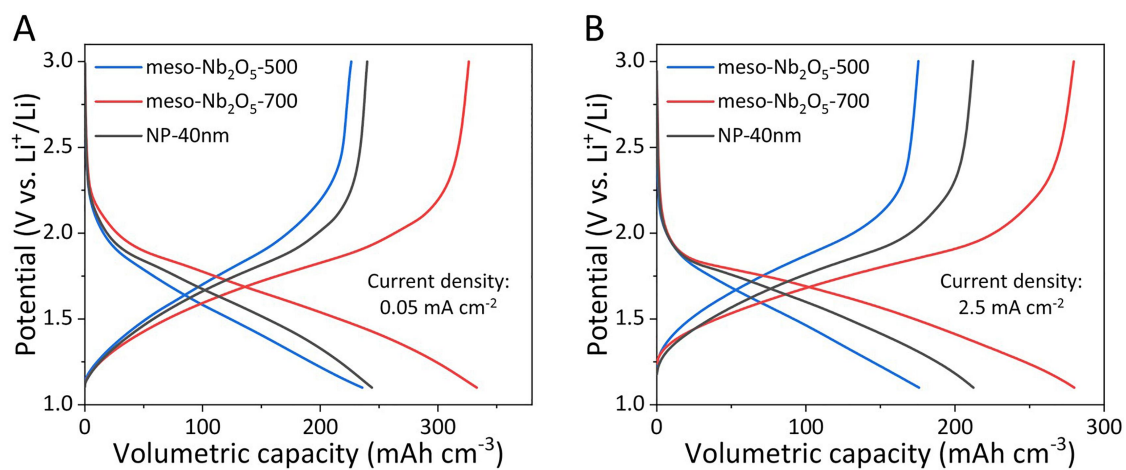 A
meso-Nb₂O₅-500
meso-Nb₂O₅-700
NP-40nm
Current density:
0.05 mA cm⁻²
Potential (V vs. Li⁺/Li)
3.0
2.5
2.0
1.5
1.0
0
100
200
300
Volumetric capacity (mAh cm⁻³)
B
meso-Nb₂O₅-500
meso-Nb₂O₅-700
NP-40nm
Current density:
2.5 mA cm⁻²
Potential (V vs. Li⁺/Li)
3.0
2.5
2.0
1.5
1.0
0
100
200
300
Volumetric capacity (mAh cm⁻³)